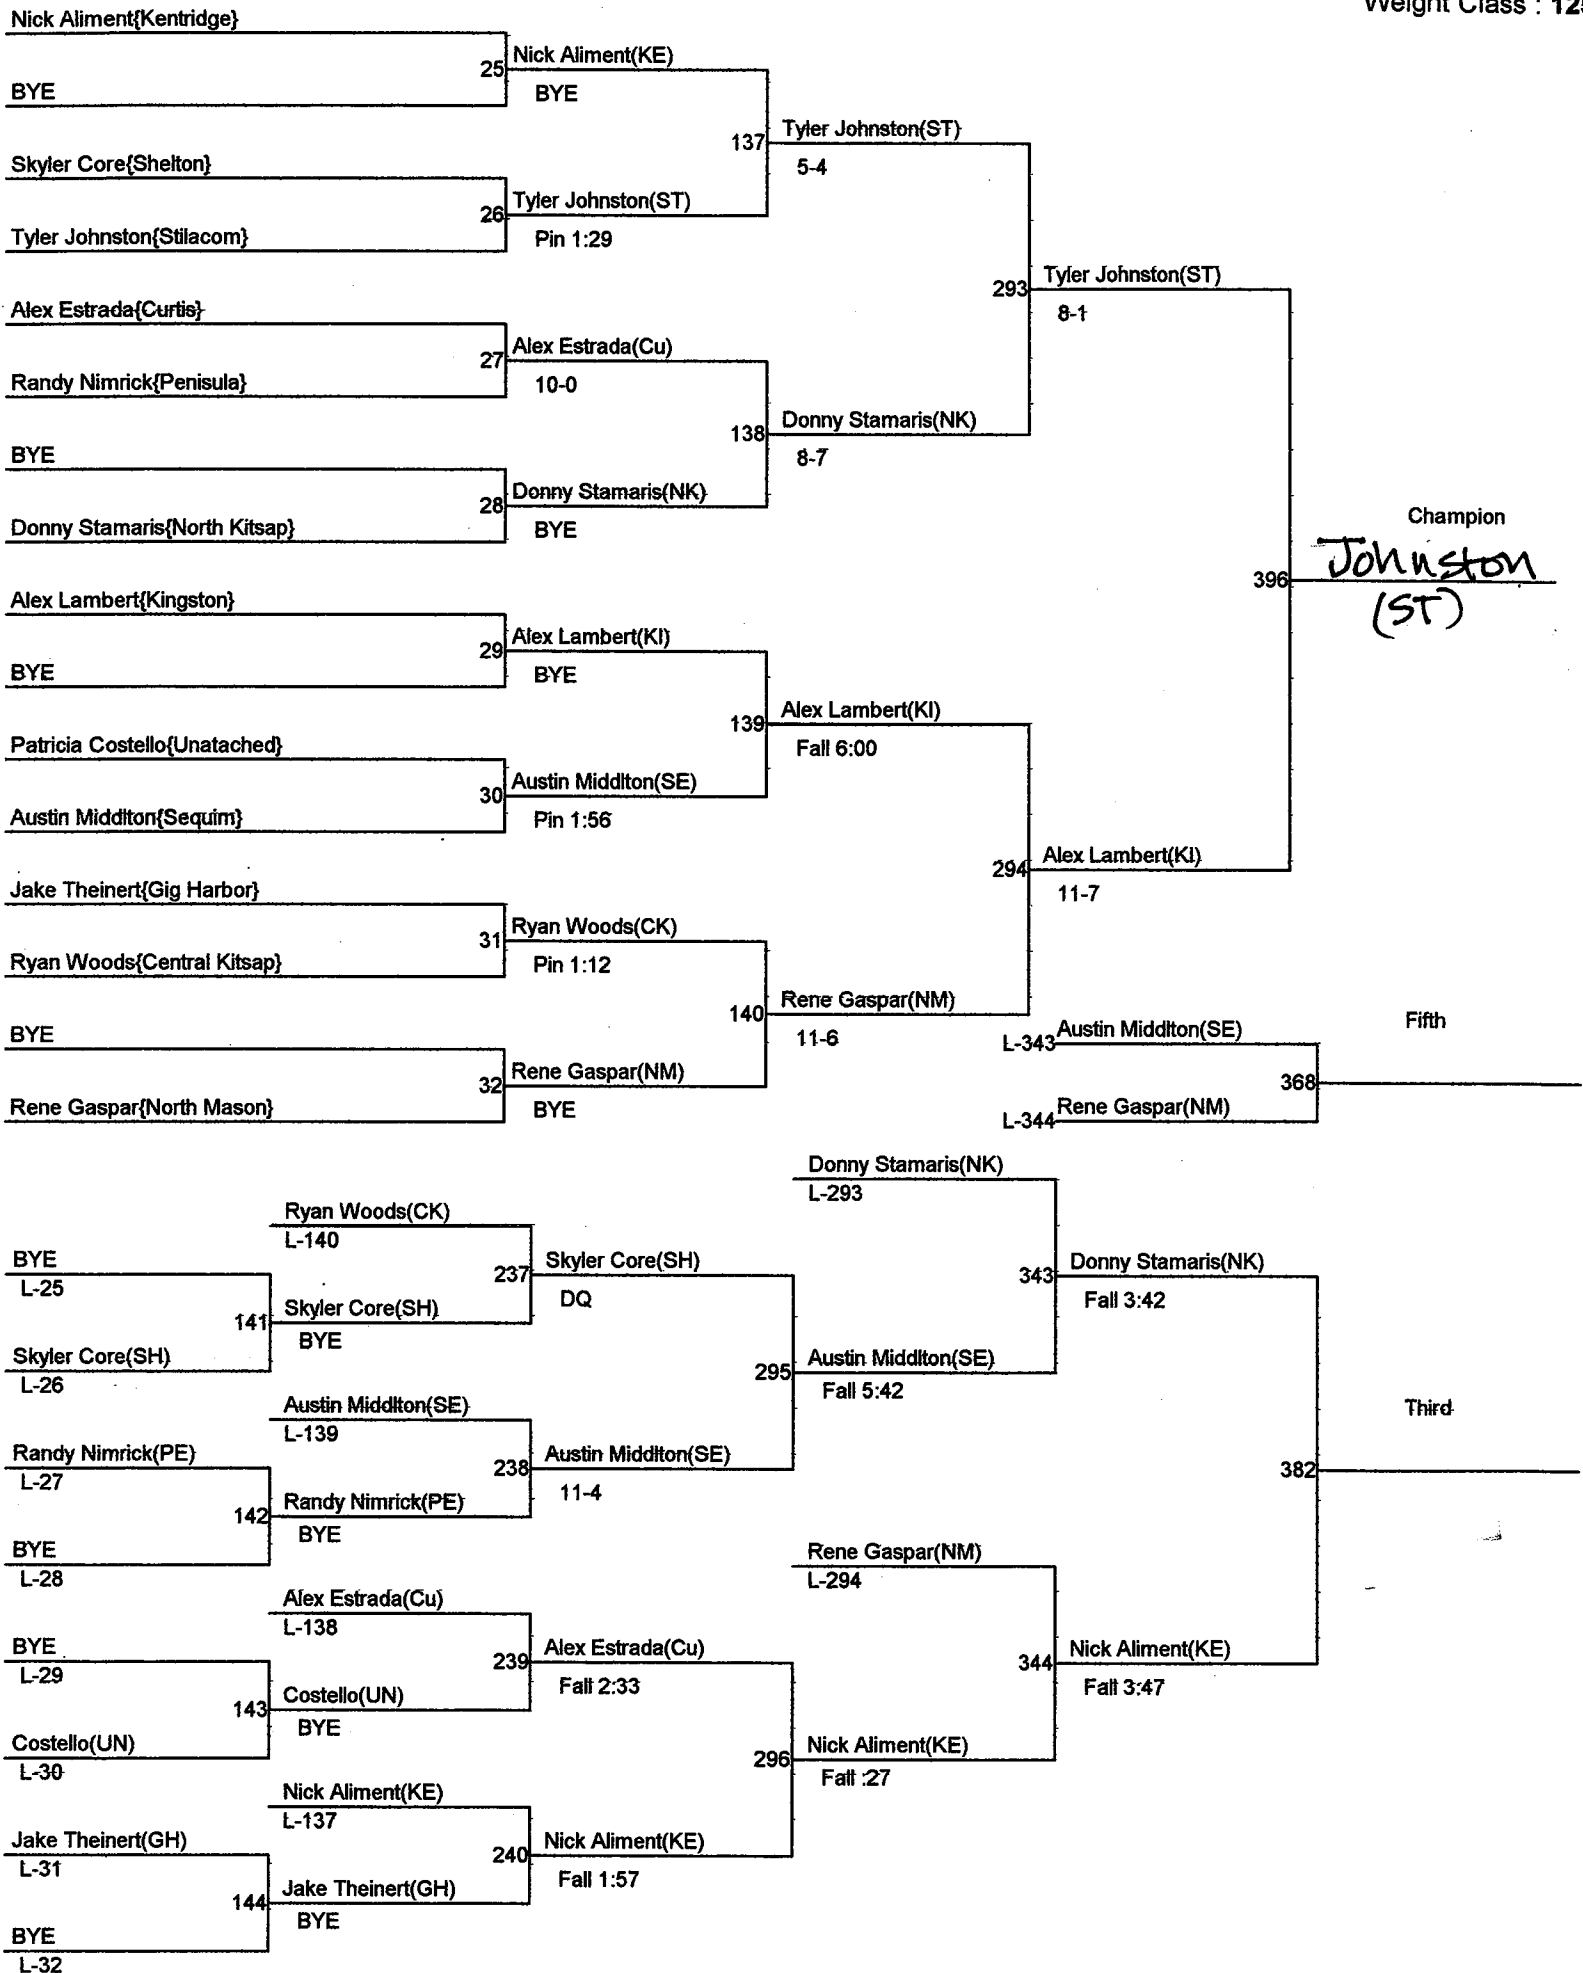 Weight Class : 125
Nick Aliment{Kentridge}
25 Nick Aliment(KE)
BYE
BYE
137 Tyler Johnston(ST)
5-4
Skyler Core{Shelton}
26 Tyler Johnston(ST)
Tyler Johnston{Stilacom}
Pin 1:29
293 Tyler Johnston(ST)
8-1
Alex Estrada{Curtis}
27 Alex Estrada(Cu)
Randy Nimrick{Penisula}
10-0
138 Donny Stamaris(NK)
8-7
BYE
28 Donny Stamaris(NK)
Donny Stamaris{North Kitsap}
BYE
Champion
396 Johnston
(ST)
Alex Lambert{Kingston}
29 Alex Lambert(KI)
BYE
BYE
139 Alex Lambert(KI)
Fall 6:00
Patricia Costello{Unatached}
30 Austin Middlton(SE)
Austin Middlton{Sequim}
Pin 1:56
294 Alex Lambert(KI)
11-7
Jake Theinert{Gig Harbor}
31 Ryan Woods(CK)
Ryan Woods{Central Kitsap}
Pin 1:12
140 Rene Gaspar(NM)
11-6
BYE
32 Rene Gaspar(NM)
Rene Gaspar{North Mason}
BYE
Fifth
L-343 Austin Middlton(SE)
368
L-344 Rene Gaspar(NM)
Donny Stamaris(NK)
L-293
Ryan Woods(CK)
L-140
BYE
L-25
237 Skyler Core(SH)
DQ
343 Donny Stamaris(NK)
Fall 3:42
141 Skyler Core(SH)
BYE
Skyler Core(SH)
L-26
295 Austin Middlton(SE)
Fall 5:42
Austin Middlton(SE)
L-139
Third
Randy Nimrick(PE)
L-27
238 Austin Middlton(SE)
11-4
382
142 Randy Nimrick(PE)
BYE
BYE
L-28
Rene Gaspar(NM)
L-294
Alex Estrada(Cu)
L-138
BYE
L-29
239 Alex Estrada(Cu)
Fall 2:33
344 Nick Aliment(KE)
Fall 3:47
143 Costello(UN)
BYE
Costello(UN)
L-30
296 Nick Aliment(KE)
Fall :27
Nick Aliment(KE)
L-137
Jake Theinert(GH)
L-31
240 Nick Aliment(KE)
Fall 1:57
144 Jake Theinert(GH)
BYE
BYE
L-32